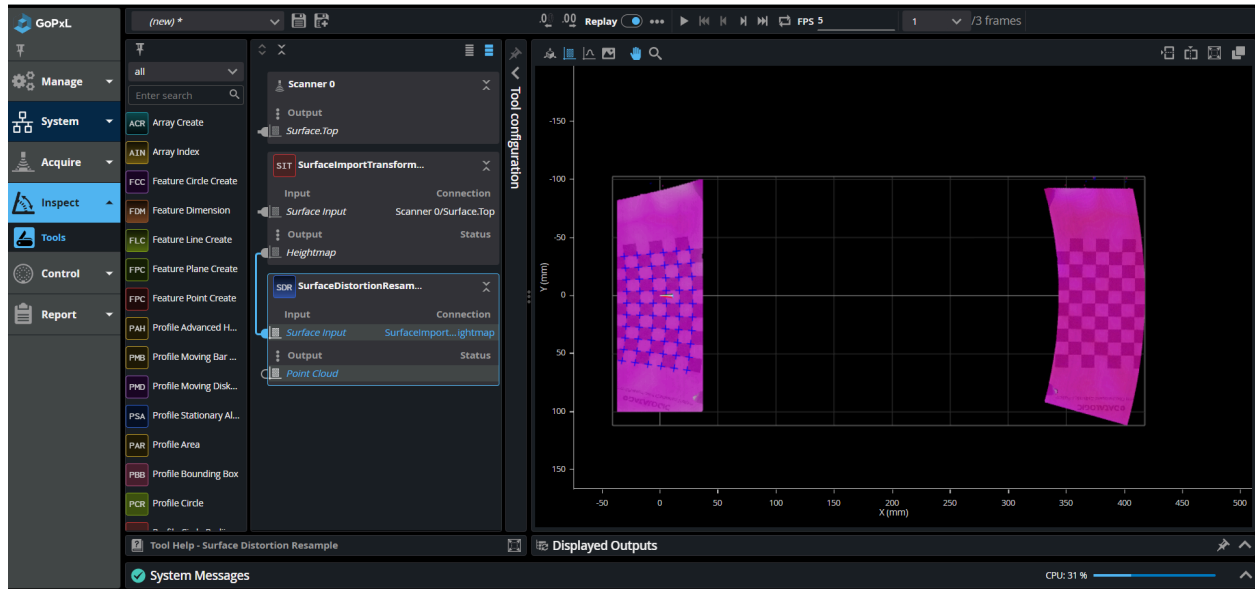 GoPxL
(new) *
.0
.00
Replay
FPS 5
1
/3 frames
Manage
System
Acquire
Inspect
Tools
Control
Report
all
Enter search
ACR Array Create
AIN Array Index
FCC Feature Circle Create
FDM Feature Dimension
FLC Feature Line Create
FPC Feature Plane Create
FPC Feature Point Create
PAH Profile Advanced H...
PMB Profile Moving Bar ...
PMD Profile Moving Disk...
PSA Profile Stationary Al...
PAR Profile Area
PBB Profile Bounding Box
PCR Profile Circle
Scanner 0
Output
Surface.Top
SIT SurfaceImportTransform...
Input Connection
Surface Input Scanner 0/Surface.Top
Output Status
Heightmap
SDR SurfaceDistortionResam...
Input Connection
Surface Input SurfaceImport...ightmap
Output Status
Point Cloud
Tool configuration
-150
-100
-50
0
50
100
150
Y (mm)
-50 0 50 100 150 200 250 300 350 400 450 500
X (mm)
Tool Help - Surface Distortion Resample
Displayed Outputs
System Messages
CPU: 31 %